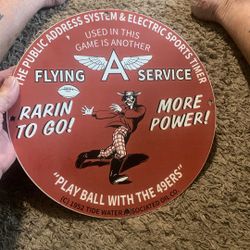 THE PUBLIC ADDRESS SYSTEM & ELECTRIC SPORTS TIMER
USED IN THIS
GAME IS ANOTHER
FLYING A SERVICE
RARIN TO GO!
MORE POWER!
"PLAY BALL WITH THE 49ERS"
(C) 1952 TIDE WATER ASSOCIATED OIL CO